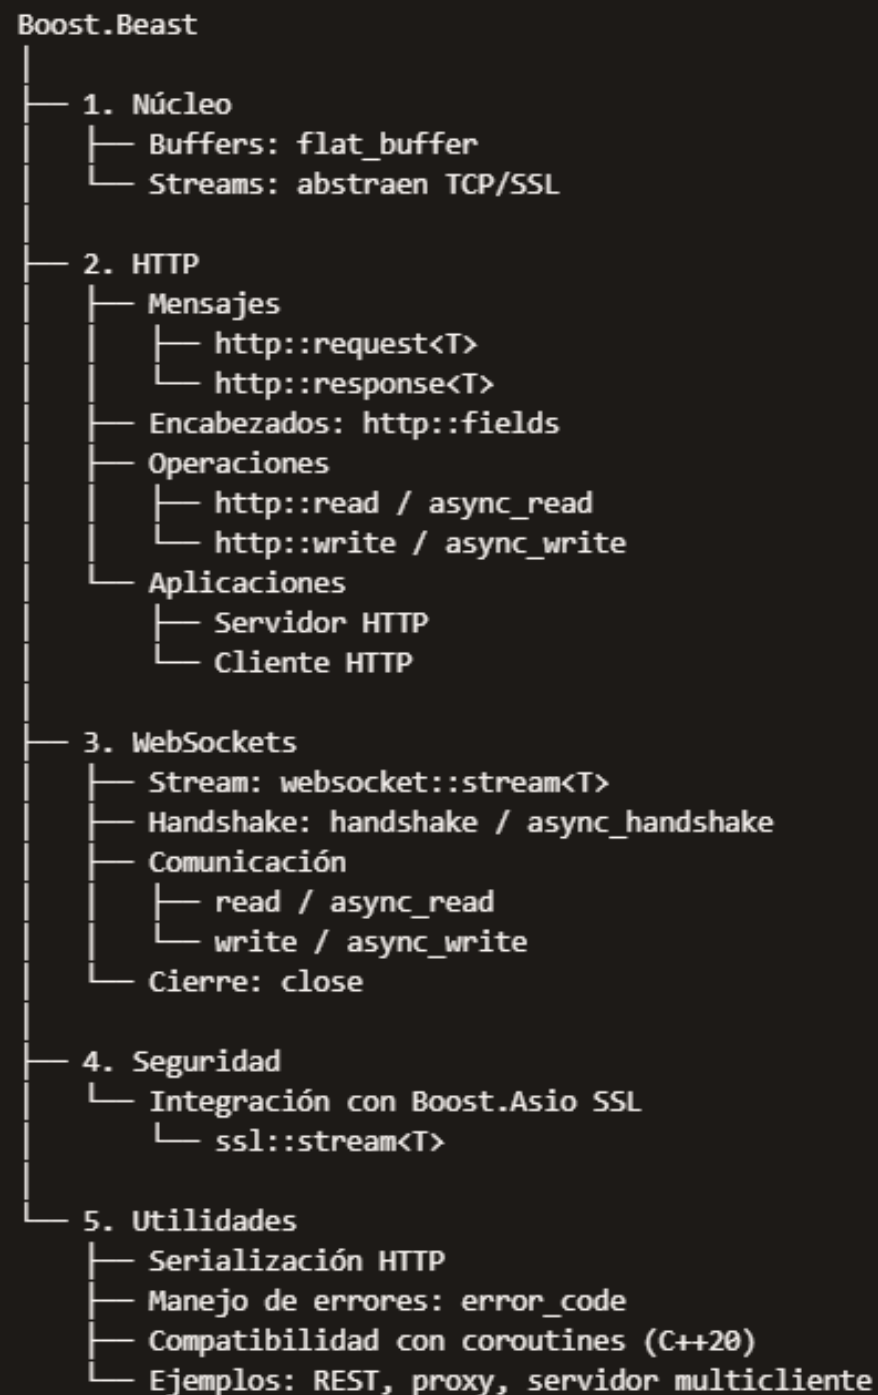 Boost.Beast
│
├── 1. Núcleo
│   ├── Buffers: flat_buffer
│   └── Streams: abstraen TCP/SSL
│
├── 2. HTTP
│   ├── Mensajes
│   │   ├── http::request<T>
│   │   └── http::response<T>
│   ├── Encabezados: http::fields
│   ├── Operaciones
│   │   ├── http::read / async_read
│   │   └── http::write / async_write
│   └── Aplicaciones
│       ├── Servidor HTTP
│       └── Cliente HTTP
│
├── 3. WebSockets
│   ├── Stream: websocket::stream<T>
│   ├── Handshake: handshake / async_handshake
│   ├── Comunicación
│   │   ├── read / async_read
│   │   └── write / async_write
│   └── Cierre: close
│
├── 4. Seguridad
│   └── Integración con Boost.Asio SSL
│       └── ssl::stream<T>
│
└── 5. Utilidades
    ├── Serialización HTTP
    ├── Manejo de errores: error_code
    ├── Compatibilidad con coroutines (C++20)
    └── Ejemplos: REST, proxy, servidor multicliente